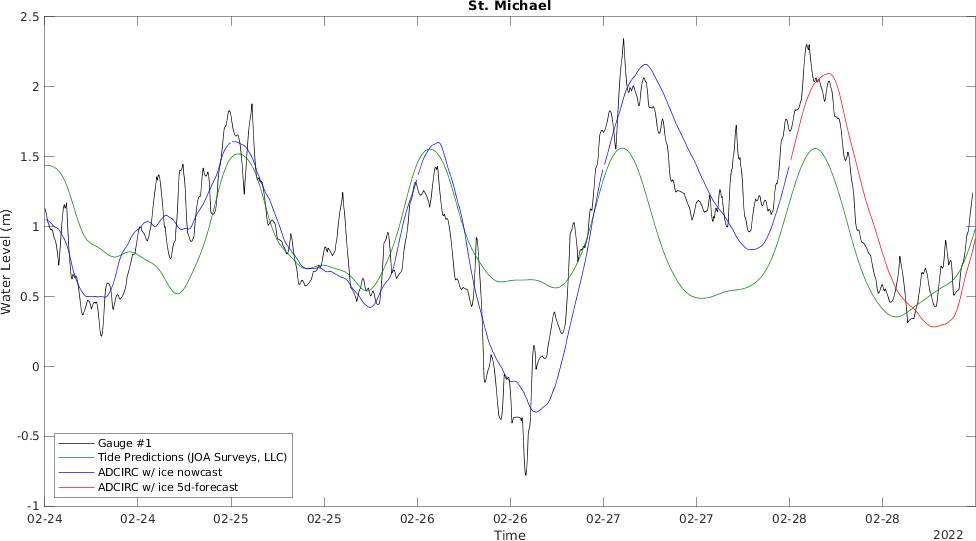 St. Michael
2.5
2
1.5
1
0.5
0
-0.5
-1
Water Level (m)
Gauge #1
Tide Predictions (JOA Surveys, LLC)
ADCIRC w/ ice nowcast
ADCIRC w/ ice 5d-forecast
02-24 02-24 02-25 02-25 02-26 02-26 02-27 02-27 02-28 02-28
Time
2022